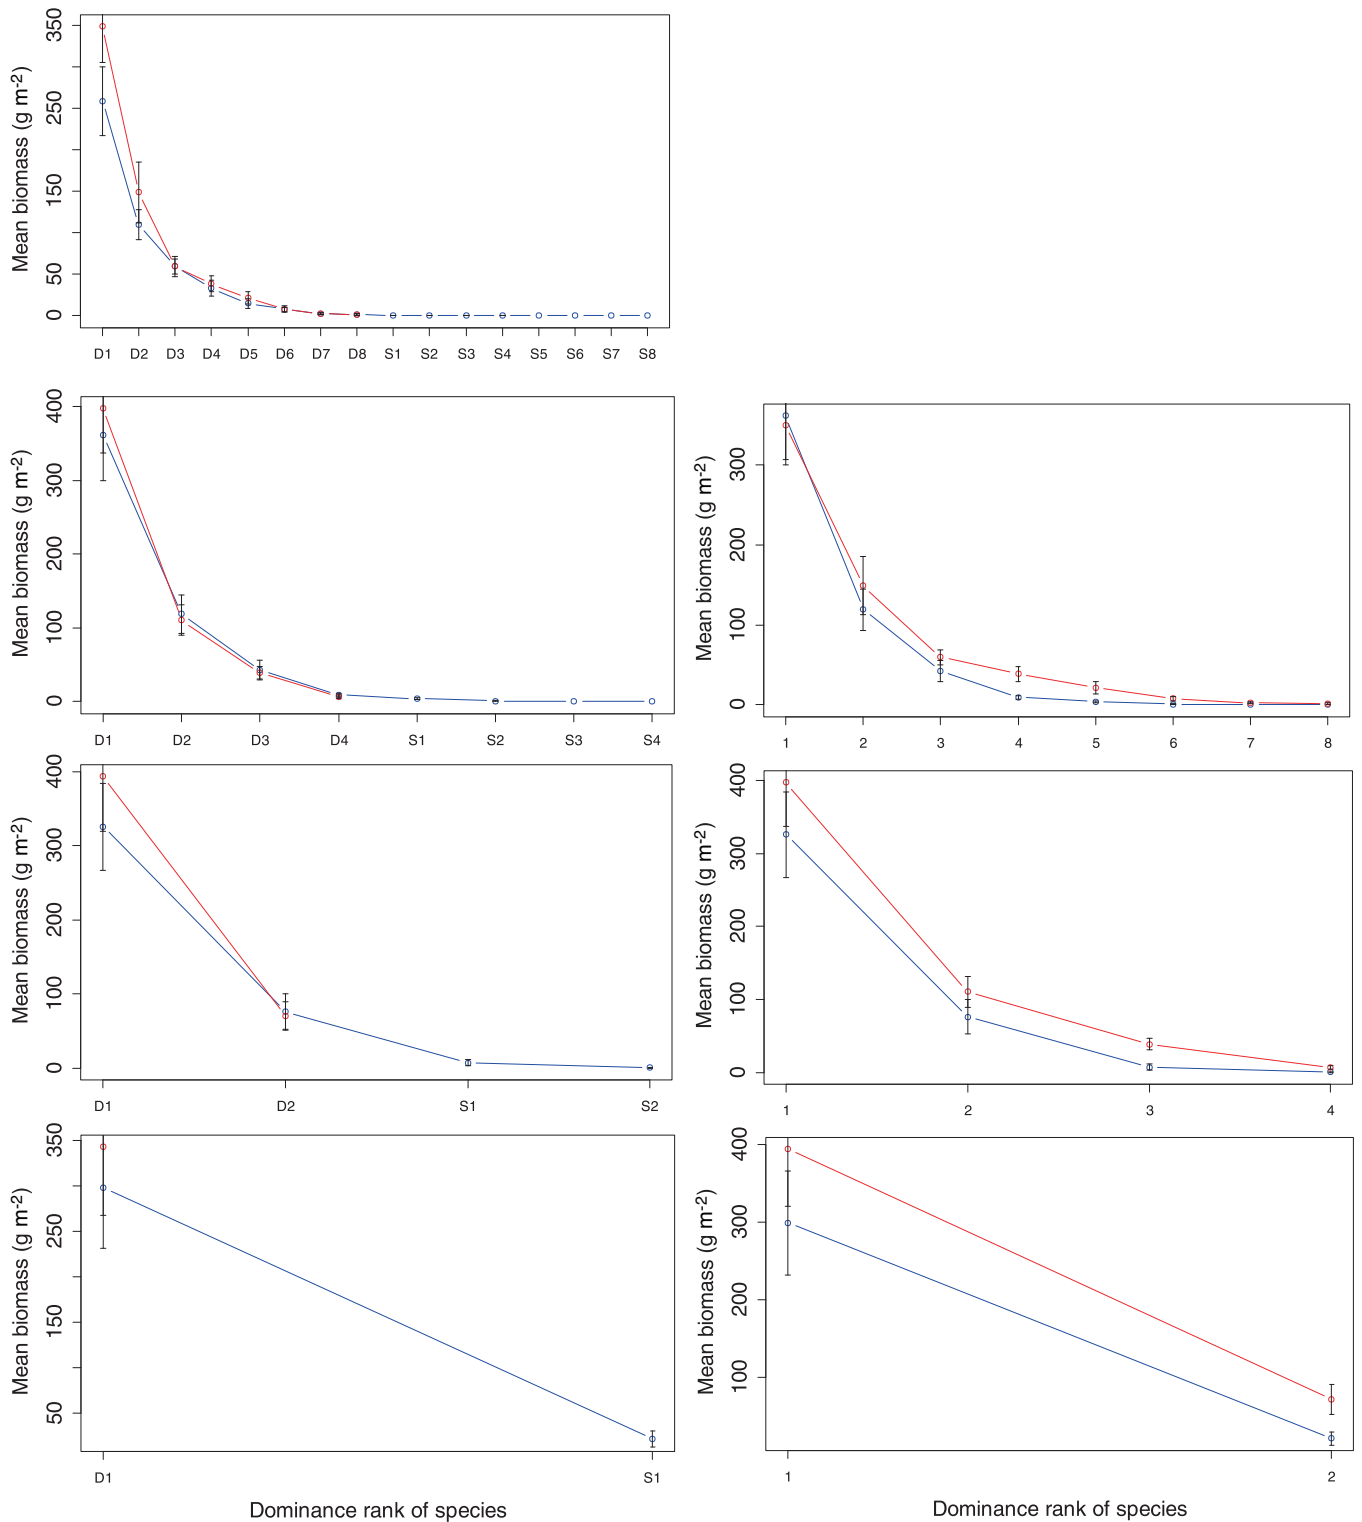 Mean biomass (g m-2)
350
250
150
50
0
D1 D2 D3 D4 D5 D6 D7 D8 S1 S2 S3 S4 S5 S6 S7 S8
Mean biomass (g m-2)
400
300
200
100
0
D1 D2 D3 D4 S1 S2 S3 S4
Mean biomass (g m-2)
300
200
100
0
1 2 3 4 5 6 7 8
Mean biomass (g m-2)
400
300
200
100
0
D1 D2 S1 S2
Mean biomass (g m-2)
400
300
200
100
0
1 2 3 4
Mean biomass (g m-2)
350
250
150
50
D1 S1
Dominance rank of species
Mean biomass (g m-2)
400
300
200
100
1 2
Dominance rank of species